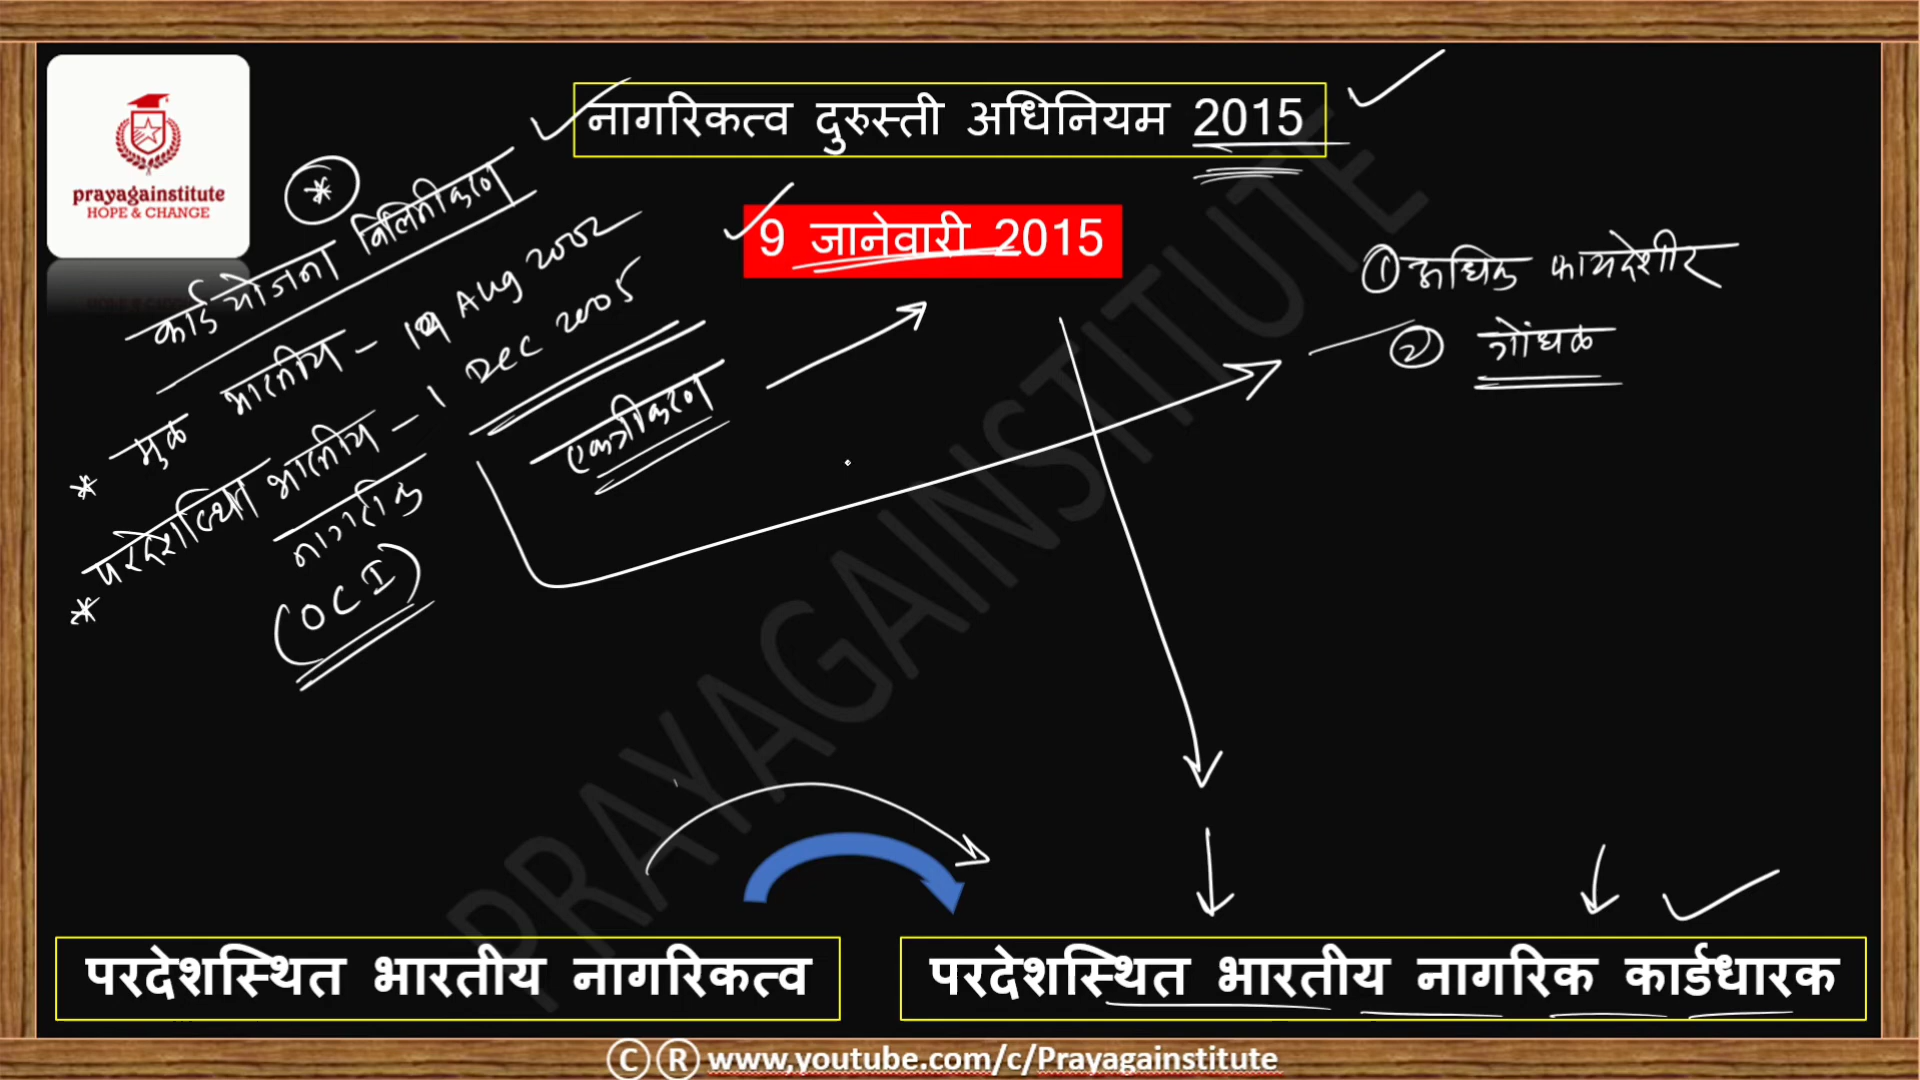 prayagainstitute
HOPE & CHANGE
नागरिकत्व दुरुस्ती अधिनियम 2015
9 जानेवारी 2015
*
कार्ड योजना विलिनीकरण
* मुळ भारतीय - 19 Aug 2002
* परदेशस्थित भारतीय - 1 Dec 2005
नागरिक
(OCI)
एकत्रीकरण
① अधिक कायदेशीर
②
PRAYAGAINSTITUTE
परदेशस्थित भारतीय नागरिकत्व
परदेशस्थित भारतीय नागरिक कार्डधारक
© ® www.youtube.com/c/Prayagainstitute